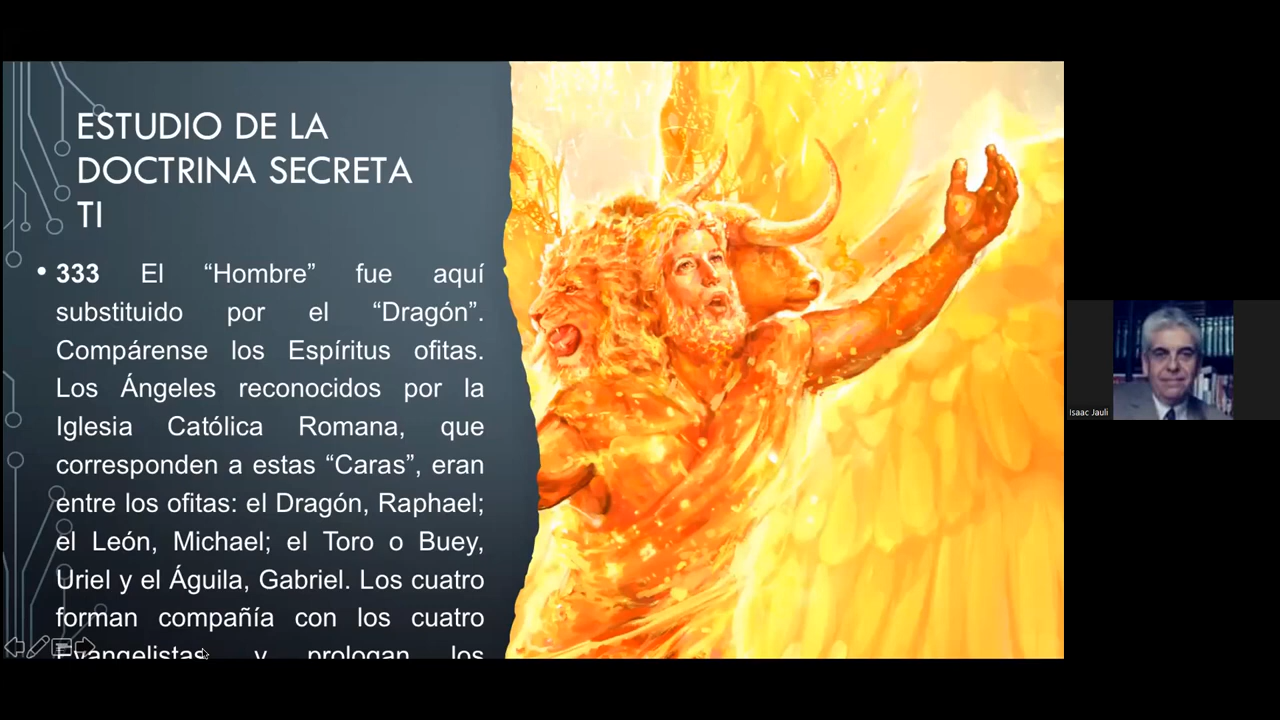 ESTUDIO DE LA
DOCTRINA SECRETA
TI
• 333 El “Hombre” fue aquí
substituido por el “Dragón”.
Compárense los Espíritus ofitas.
Los Ángeles reconocidos por la
Iglesia Católica Romana, que
corresponden a estas “Caras”, eran
entre los ofitas: el Dragón, Raphael;
el León, Michael; el Toro o Buey,
Uriel y el Águila, Gabriel. Los cuatro
forman compañía con los cuatro
Evangelistas, y prologan los
Isaac Jauli